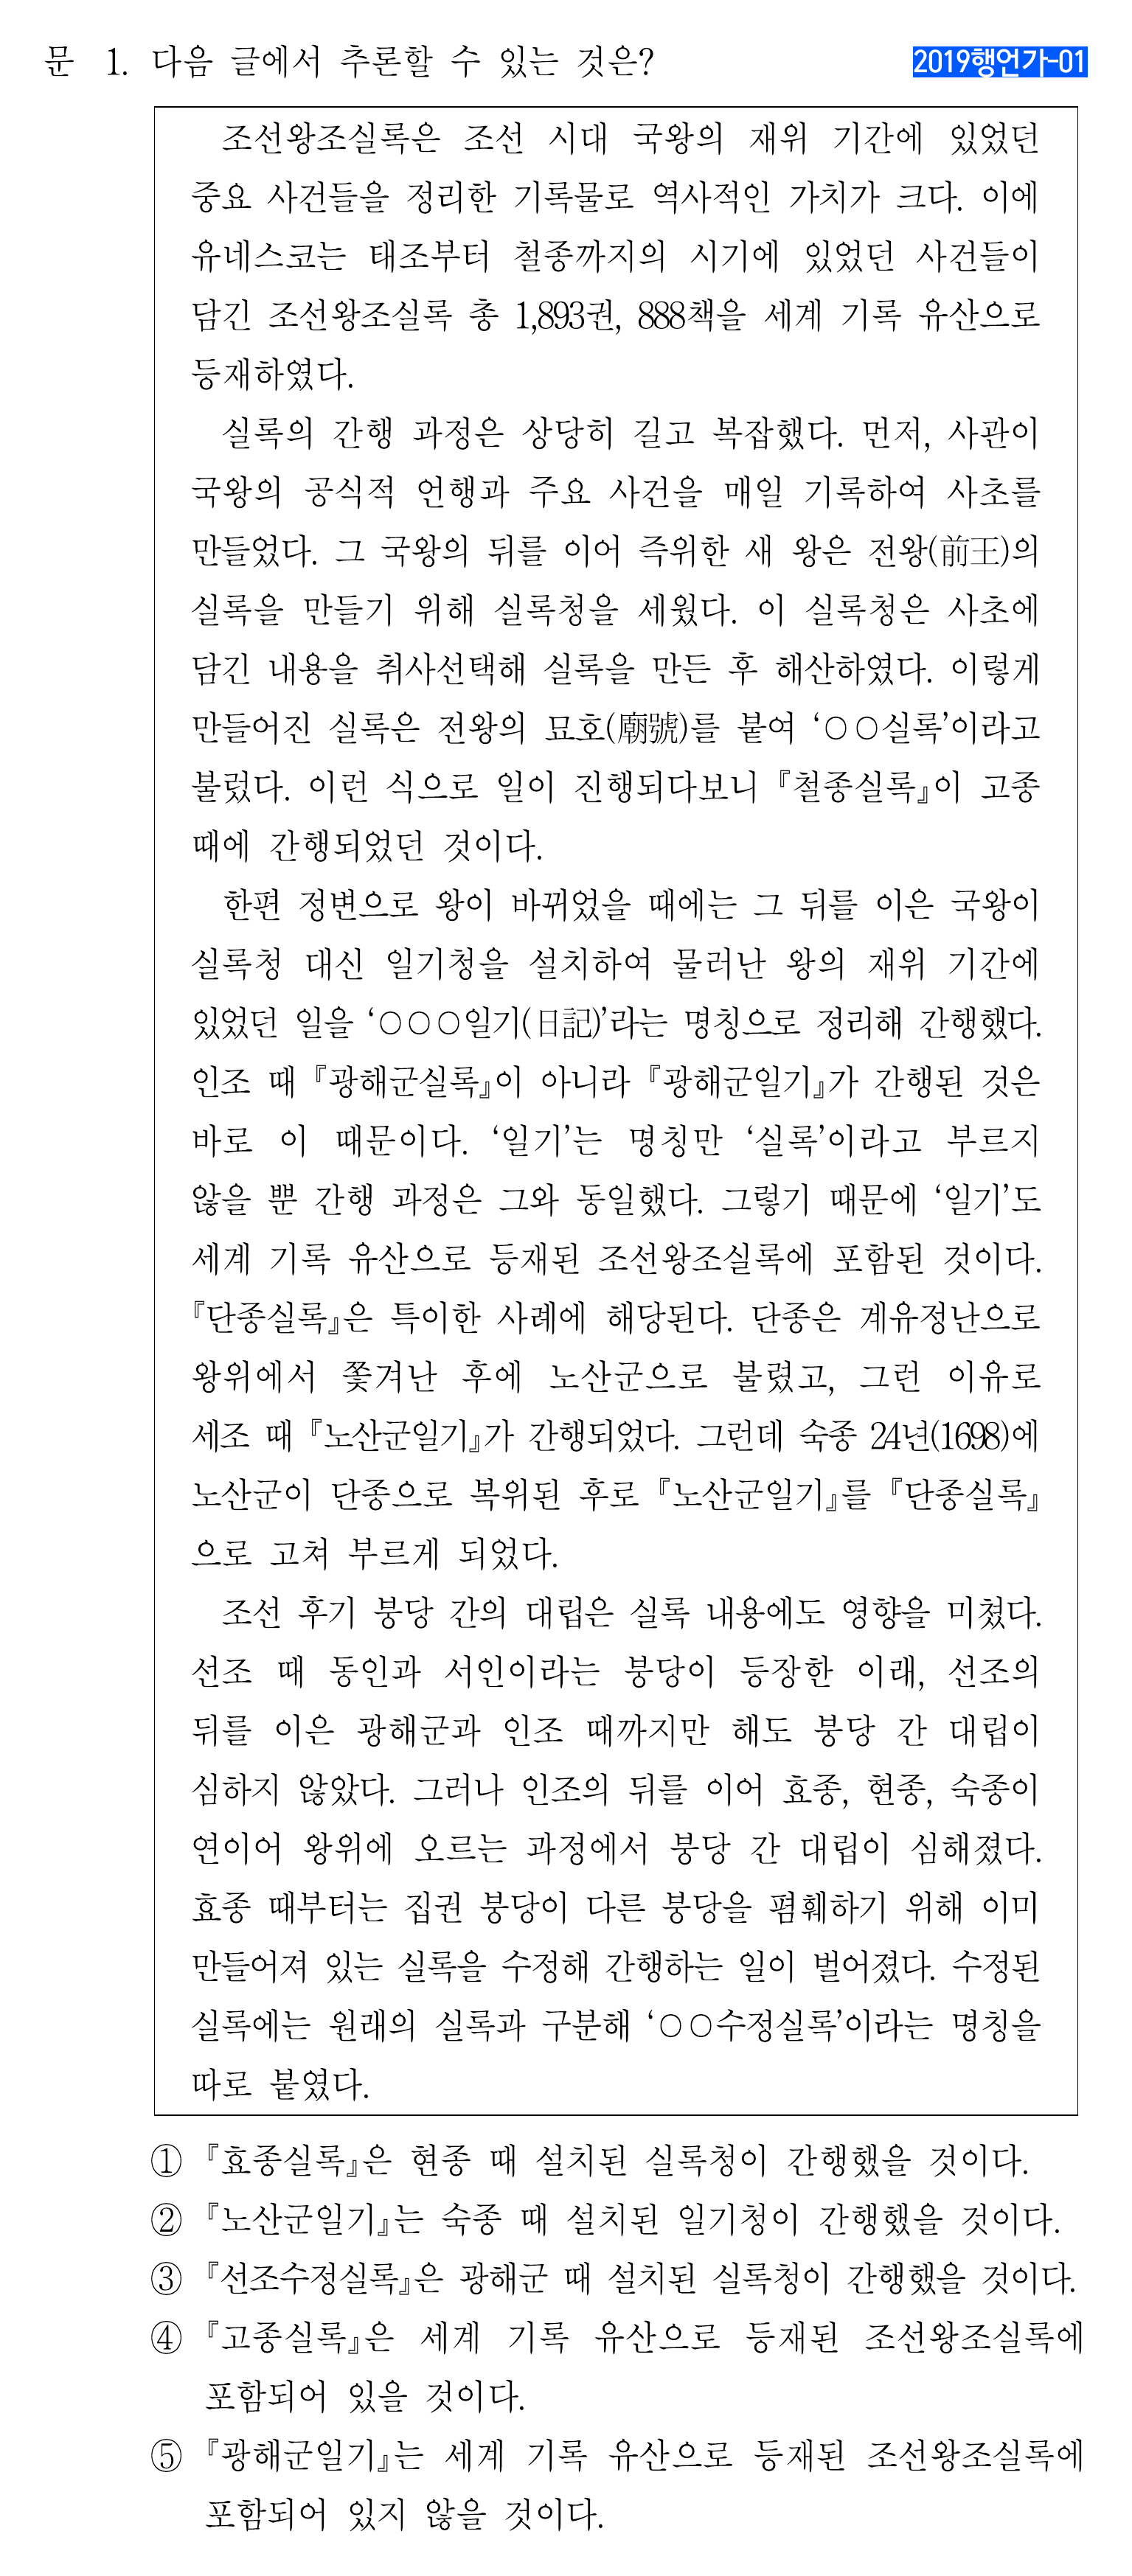 문 1. 다음 글에서 추론할 수 있는 것은?
2019행언가-01
조선왕조실록은 조선 시대 국왕의 재위 기간에 있었던
중요 사건들을 정리한 기록물로 역사적인 가치가 크다. 이에
유네스코는 태조부터 철종까지의 시기에 있었던 사건들이
담긴 조선왕조실록 총 1,893권, 888책을 세계 기록 유산으로
등재하였다.
실록의 간행 과정은 상당히 길고 복잡했다. 먼저, 사관이
국왕의 공식적 언행과 주요 사건을 매일 기록하여 사초를
만들었다. 그 국왕의 뒤를 이어 즉위한 새 왕은 전왕(前王)의
실록을 만들기 위해 실록청을 세웠다. 이 실록청은 사초에
담긴 내용을 취사선택해 실록을 만든 후 해산하였다. 이렇게
만들어진 실록은 전왕의 묘호(廟號)를 붙여 ‘○○실록’이라고
불렀다. 이런 식으로 일이 진행되다보니 『철종실록』이 고종
때에 간행되었던 것이다.
한편 정변으로 왕이 바뀌었을 때에는 그 뒤를 이은 국왕이
실록청 대신 일기청을 설치하여 물러난 왕의 재위 기간에
있었던 일을 ‘○○○일기(日記)’라는 명칭으로 정리해 간행했다.
인조 때 『광해군실록』이 아니라 『광해군일기』가 간행된 것은
바로 이 때문이다. ‘일기’는 명칭만 ‘실록’이라고 부르지
않을 뿐 간행 과정은 그와 동일했다. 그렇기 때문에 ‘일기’도
세계 기록 유산으로 등재된 조선왕조실록에 포함된 것이다.
『단종실록』은 특이한 사례에 해당된다. 단종은 계유정난으로
왕위에서 쫓겨난 후에 노산군으로 불렸고, 그런 이유로
세조 때 『노산군일기』가 간행되었다. 그런데 숙종 24년(1698)에
노산군이 단종으로 복위된 후로 『노산군일기』를 『단종실록』
으로 고쳐 부르게 되었다.
조선 후기 붕당 간의 대립은 실록 내용에도 영향을 미쳤다.
선조 때 동인과 서인이라는 붕당이 등장한 이래, 선조의
뒤를 이은 광해군과 인조 때까지만 해도 붕당 간 대립이
심하지 않았다. 그러나 인조의 뒤를 이어 효종, 현종, 숙종이
연이어 왕위에 오르는 과정에서 붕당 간 대립이 심해졌다.
효종 때부터는 집권 붕당이 다른 붕당을 폄훼하기 위해 이미
만들어져 있는 실록을 수정해 간행하는 일이 벌어졌다. 수정된
실록에는 원래의 실록과 구분해 ‘○○수정실록’이라는 명칭을
따로 붙였다.
① 『효종실록』은 현종 때 설치된 실록청이 간행했을 것이다.
② 『노산군일기』는 숙종 때 설치된 일기청이 간행했을 것이다.
③ 『선조수정실록』은 광해군 때 설치된 실록청이 간행했을 것이다.
④ 『고종실록』은 세계 기록 유산으로 등재된 조선왕조실록에
포함되어 있을 것이다.
⑤ 『광해군일기』는 세계 기록 유산으로 등재된 조선왕조실록에
포함되어 있지 않을 것이다.